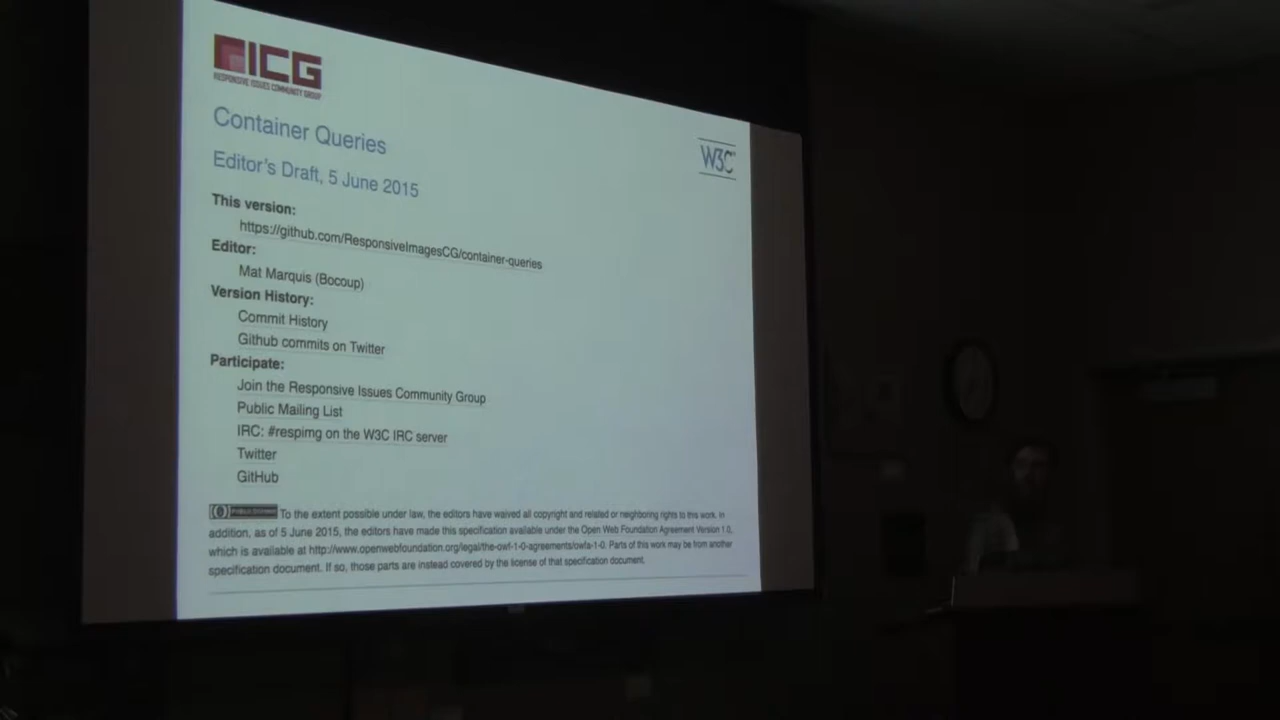 RICG
RESPONSIVE ISSUES COMMUNITY GROUP
Container Queries
W3C
Editor's Draft, 5 June 2015
This version:
https://github.com/ResponsiveImagesCG/container-queries
Editor:
Mat Marquis (Bocoup)
Version History:
Commit History
Github commits on Twitter
Participate:
Join the Responsive Issues Community Group
Public Mailing List
IRC: #respimg on the W3C IRC server
Twitter
GitHub
PUBLIC DOMAIN To the extent possible under law, the editors have waived all copyright and related or neighboring rights to this work. In
addition, as of 5 June 2015, the editors have made this specification available under the Open Web Foundation Agreement Version 1.0,
which is available at http://www.openwebfoundation.org/legal/the-owf-1-0-agreements/owfa-1-0. Parts of this work may be from another
specification document. If so, those parts are instead covered by the license of that specification document.